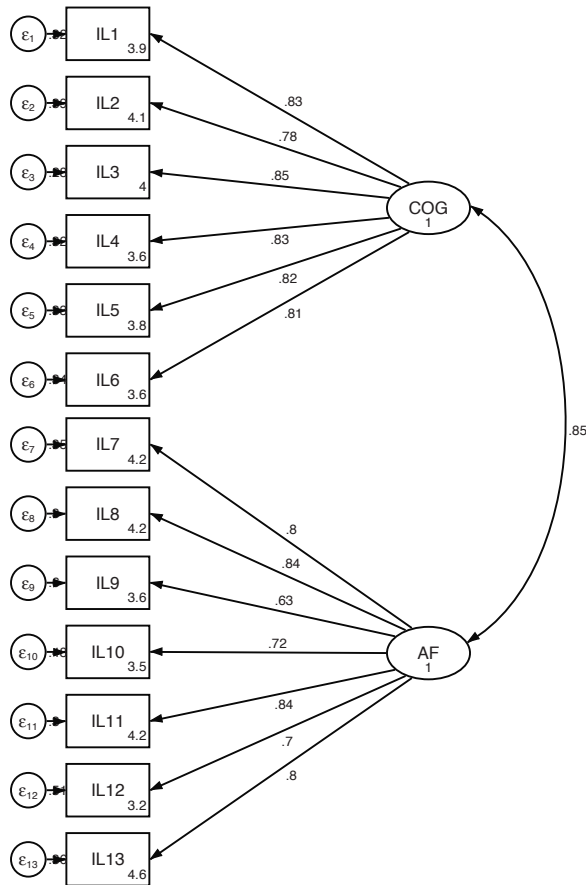 ε1
IL1
3.9
.83
ε2
IL2
4.1
.78
ε3
IL3
4
.85
COG
1
ε4
IL4
3.6
.83
ε5
IL5
3.8
.82
ε6
IL6
3.6
.81
.85
ε7
IL7
4.2
.8
ε8
IL8
4.2
.84
ε9
IL9
3.6
.63
ε10
IL10
3.5
.72
AF
1
ε11
IL11
4.2
.84
ε12
IL12
3.2
.7
ε13
IL13
4.6
.8